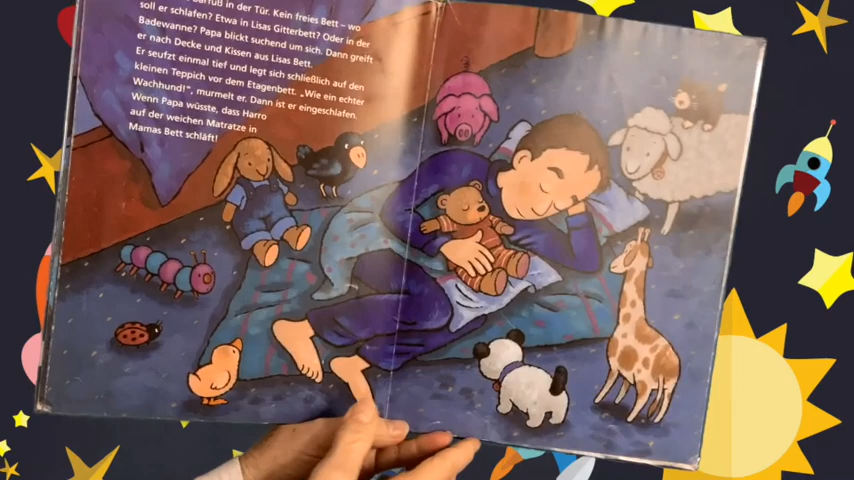 Barfuß in der Tür. Kein freies Bett – wo
soll er schlafen? Etwa in Lisas Gitterbett? Oder in der
Badewanne? Papa blickt suchend um sich. Dann greift
er nach Decke und Kissen aus Lisas Bett.
Er seufzt einmal tief und legt sich schließlich auf den
kleinen Teppich vor dem Etagenbett. „Wie ein echter
Wachhund!“, murmelt er. Dann ist er eingeschlafen.
Wenn Papa wüsste, dass Harro
auf der weichen Matratze in
Mamas Bett schläft!